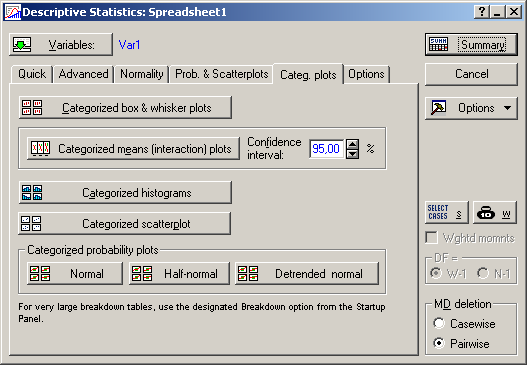 Descriptive Statistics: Spreadsheet1
? _ ×
Variables: Var1
Summary
Quick Advanced Normality Prob. & Scatterplots Categ. plots Options
Cancel
Categorized box & whisker plots
Options
Categorized means (interaction) plots
Confidence interval: 95,00 %
Categorized histograms
Categorized scatterplot
SELECT CASES S
10 W
Wghtd momnts
DF =
W-1 N-1
Categorized probability plots
Normal Half-normal Detrended normal
For very large breakdown tables, use the designated Breakdown option from the Startup
Panel.
MD deletion
Casewise
Pairwise